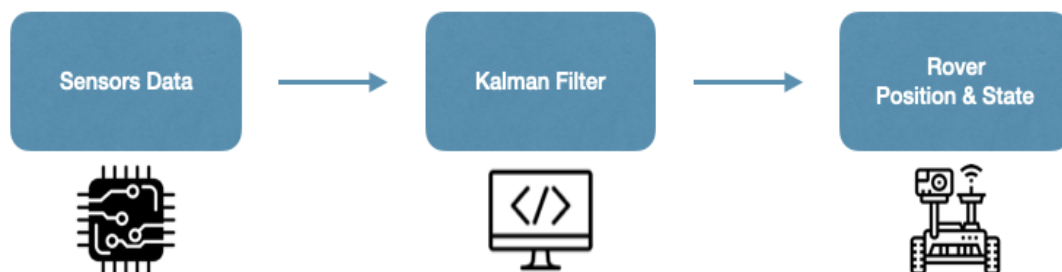 Sensors Data
Kalman Filter
Rover
Position & State
</>